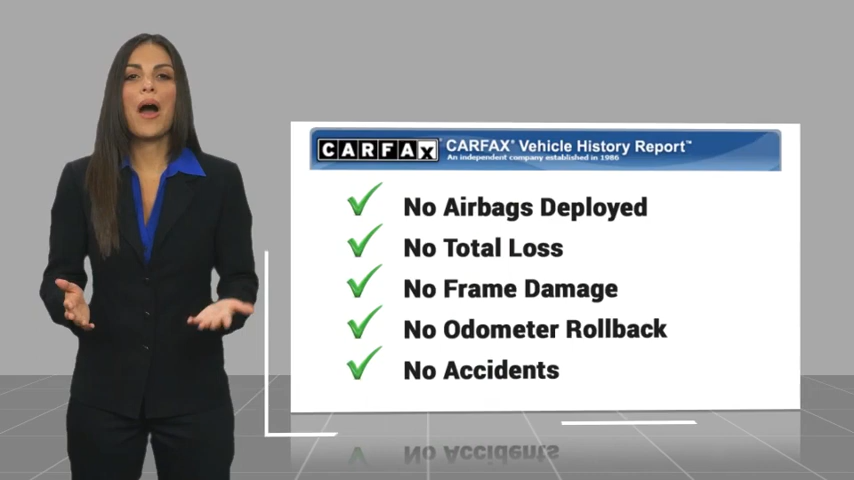 CARFAX CARFAX® Vehicle History Report™
An independent company established in 1986
No Airbags Deployed
No Total Loss
No Frame Damage
No Odometer Rollback
No Accidents
No Accidents